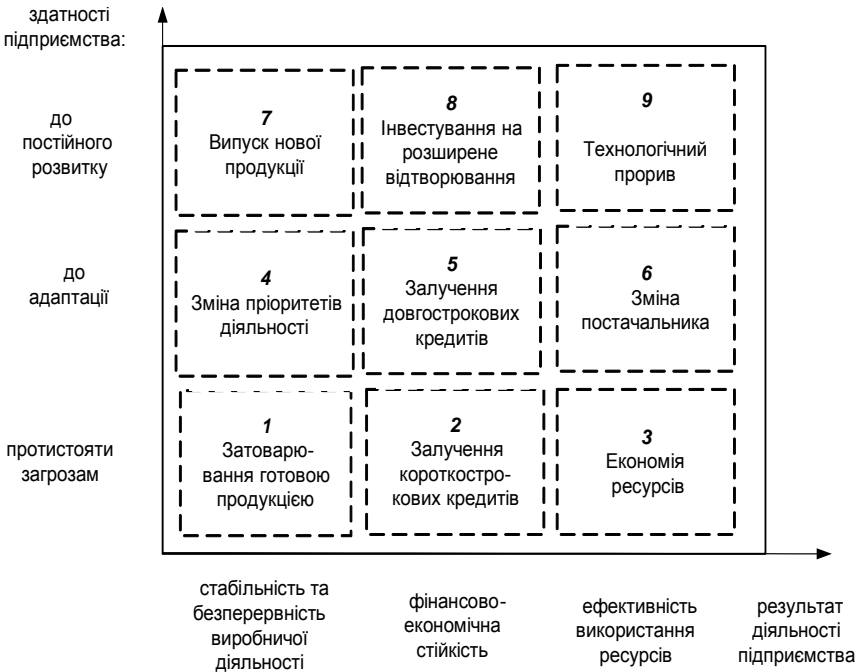 здатності
підприємства:
до
постійного
розвитку
7
Випуск нової
продукції
8
Інвестування на
розширене
відтворювання
9
Технологічний
прорив
до
адаптації
4
Зміна пріоритетів
діяльності
5
Залучення
довгострокових
кредитів
6
Зміна
постачальника
протистояти
загрозам
1
Затоварю-
вання готовою
продукцією
2
Залучення
короткостро-
кових кредитів
3
Економія
ресурсів
стабільність та
безперервність
виробничої
діяльності
фінансово-
економічна
стійкість
ефективність
використання
ресурсів
результат
діяльності
підприємства